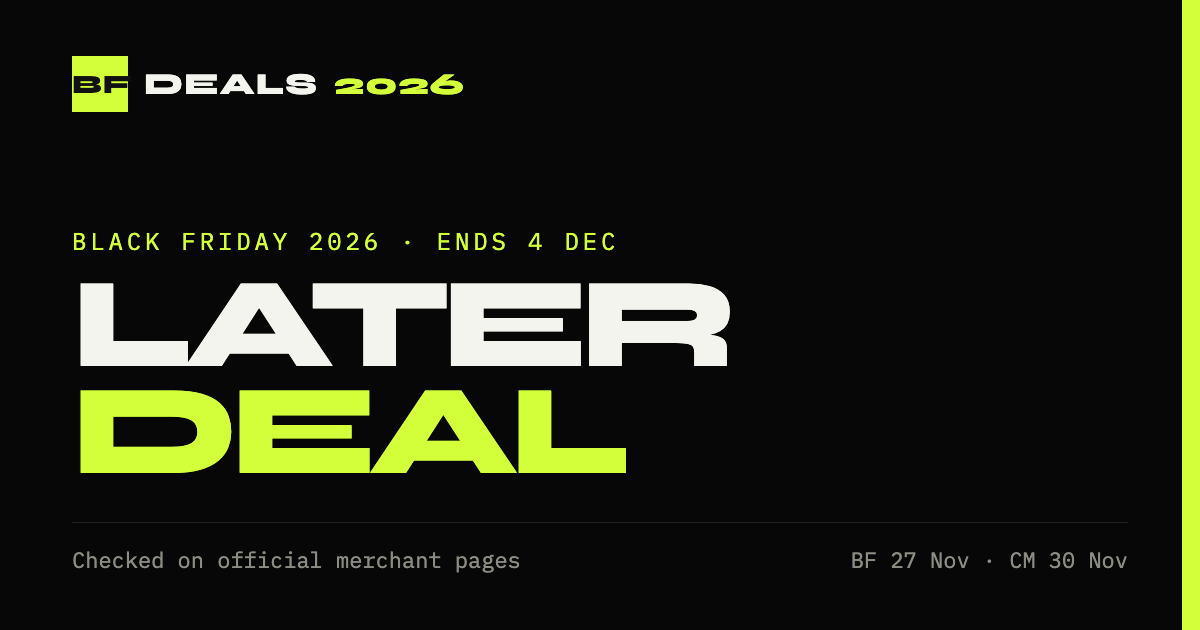 BF DEALS 2026
BLACK FRIDAY 2026 · ENDS 4 DEC
LATER
DEAL
Checked on official merchant pages
BF 27 Nov · CM 30 Nov